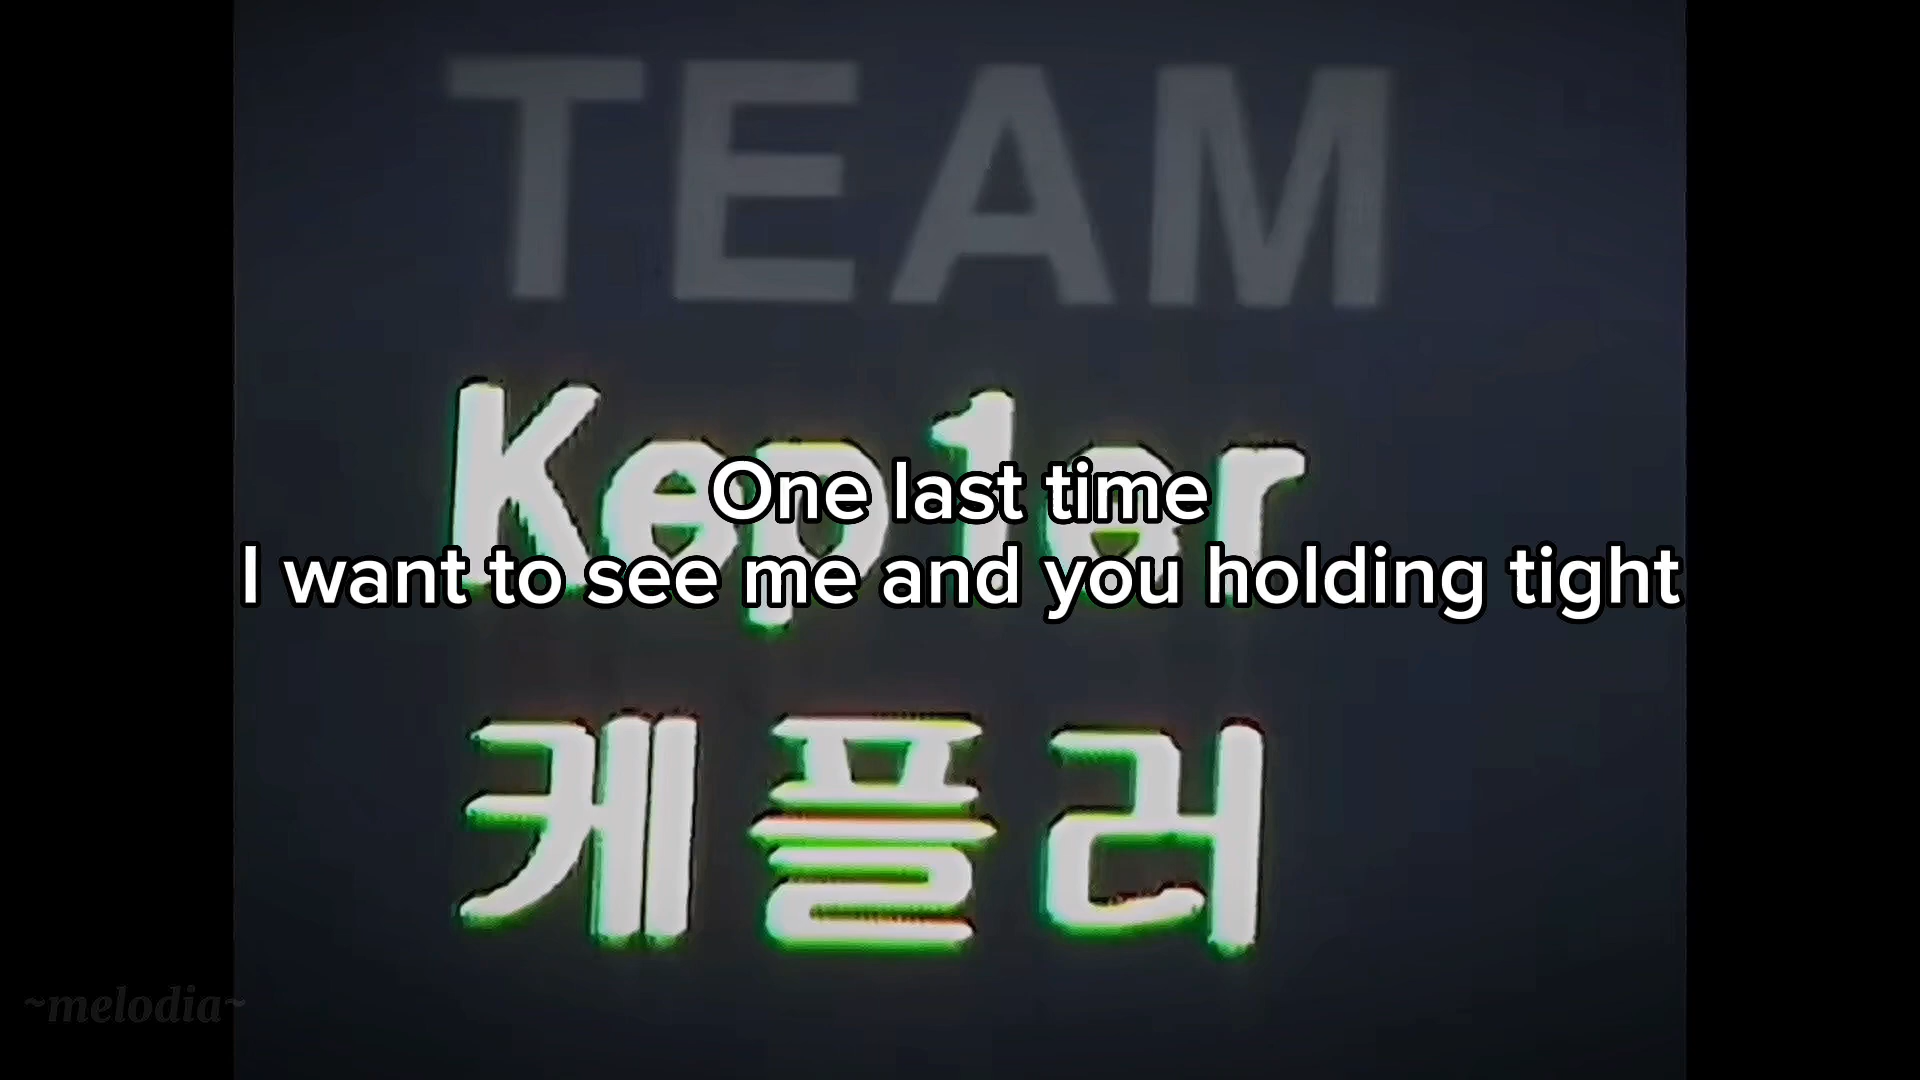 TEAM
Kep1er
One last time
I want to see me and you holding tight
케플러
~melodia~